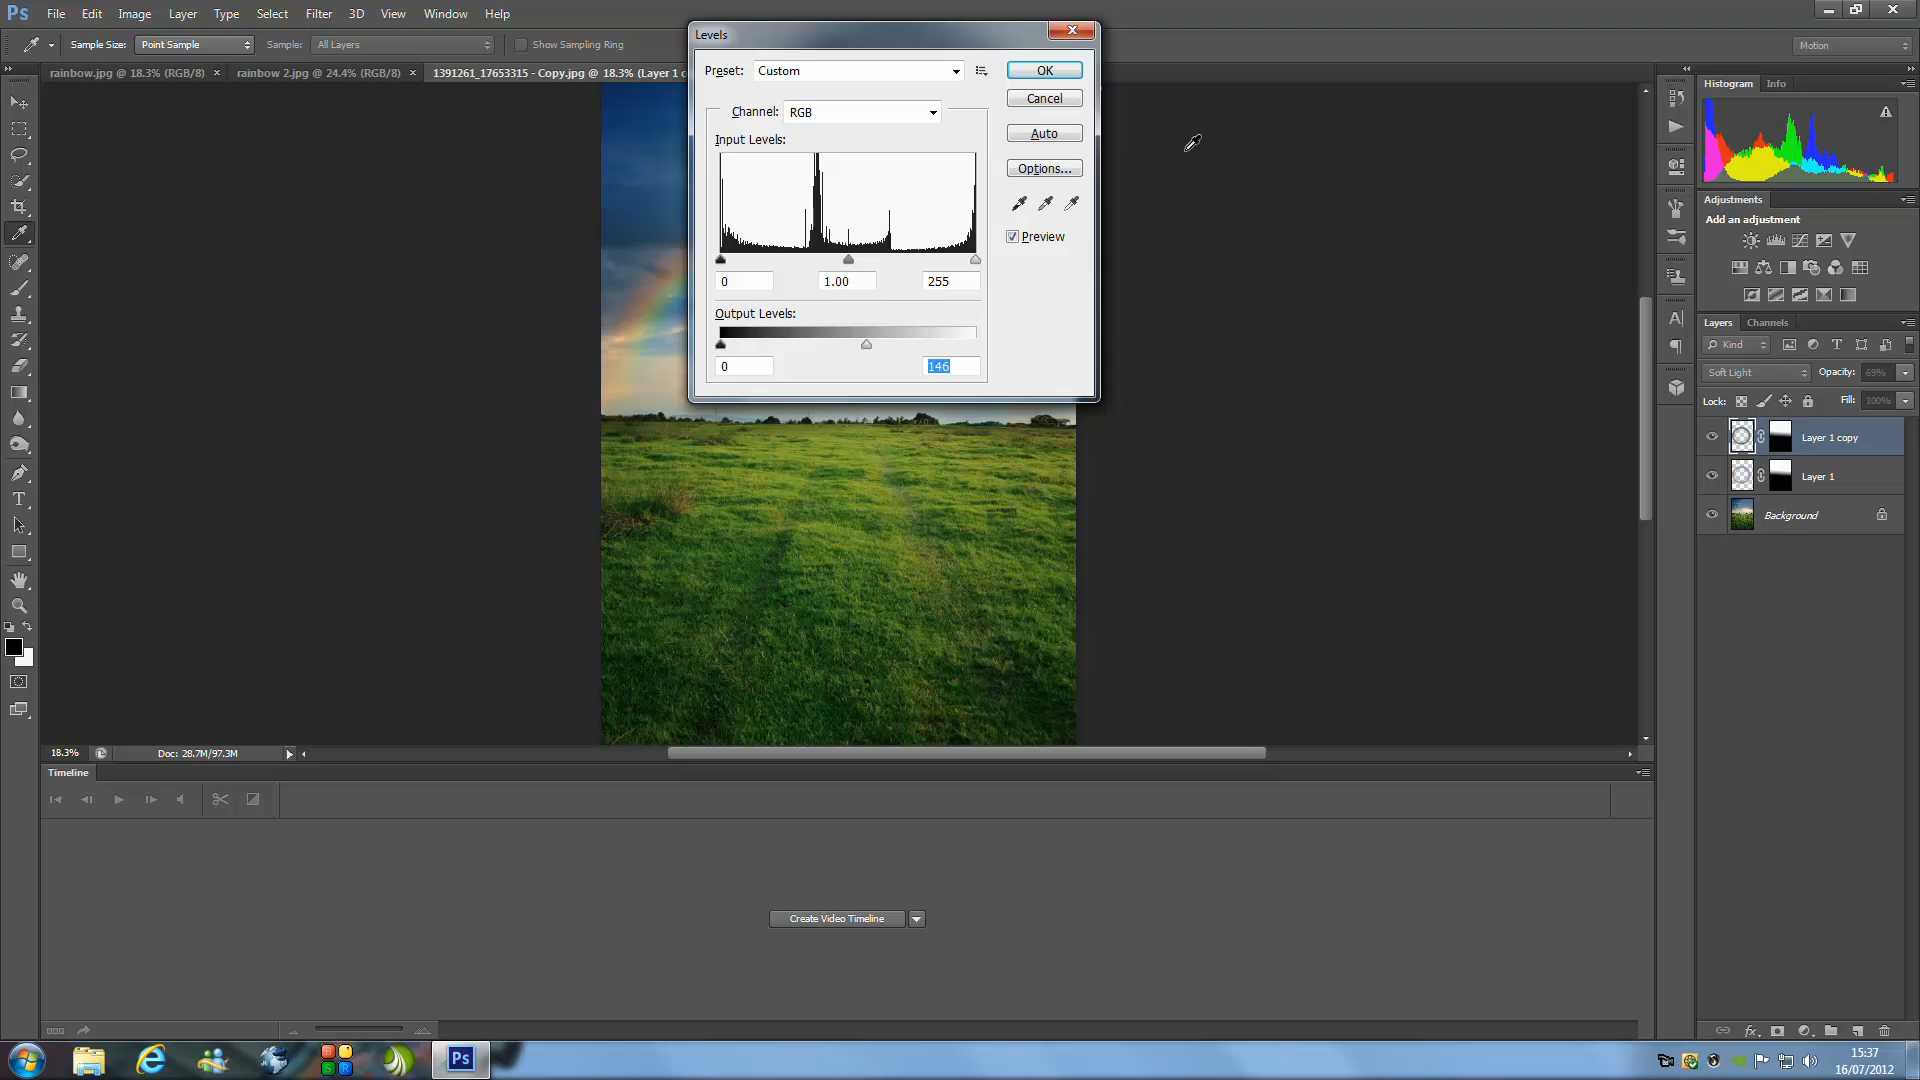 Ps File Edit Image Layer Type Select Filter 3D View Window Help
Sample Size: Point Sample Sample: All Layers Show Sampling Ring Motion
rainbow.jpg @ 18.3% (RGB/8) × rainbow 2.jpg @ 24.4% (RGB/8) × 1391261_17653315 - Copy.jpg @ 18.3% (Layer 1 c
Levels
Preset: Custom
OK
Cancel
Channel: RGB
Auto
Input Levels:
Options...
Preview
0 1.00 255
Output Levels:
0 146
Histogram Info
Adjustments
Add an adjustment
Layers Channels
Kind
Soft Light Opacity: 69%
Lock: Fill: 100%
Layer 1 copy
Layer 1
Background
18.3% Doc: 28.7M/97.3M
Timeline
Create Video Timeline
Ps
15:37
16/07/2012